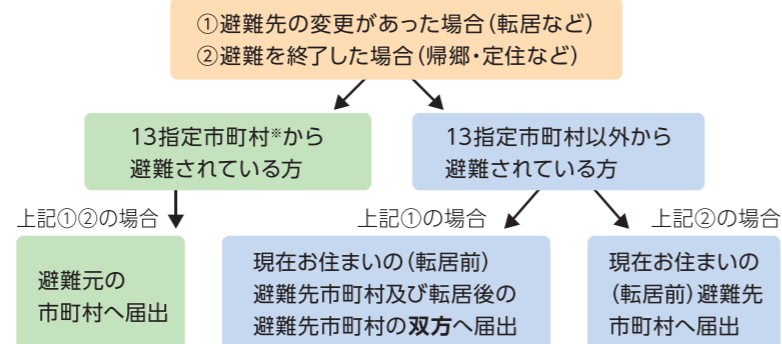 ①避難先の変更があった場合(転居など)
②避難を終了した場合(帰郷・定住など)
13指定市町村※から
避難されている方
13指定市町村以外から
避難されている方
上記①②の場合
上記①の場合
上記②の場合
避難元の
市町村へ届出
現在お住まいの(転居前)
避難先市町村及び転居後の
避難先市町村の双方へ届出
現在お住まいの
(転居前)避難先
市町村へ届出